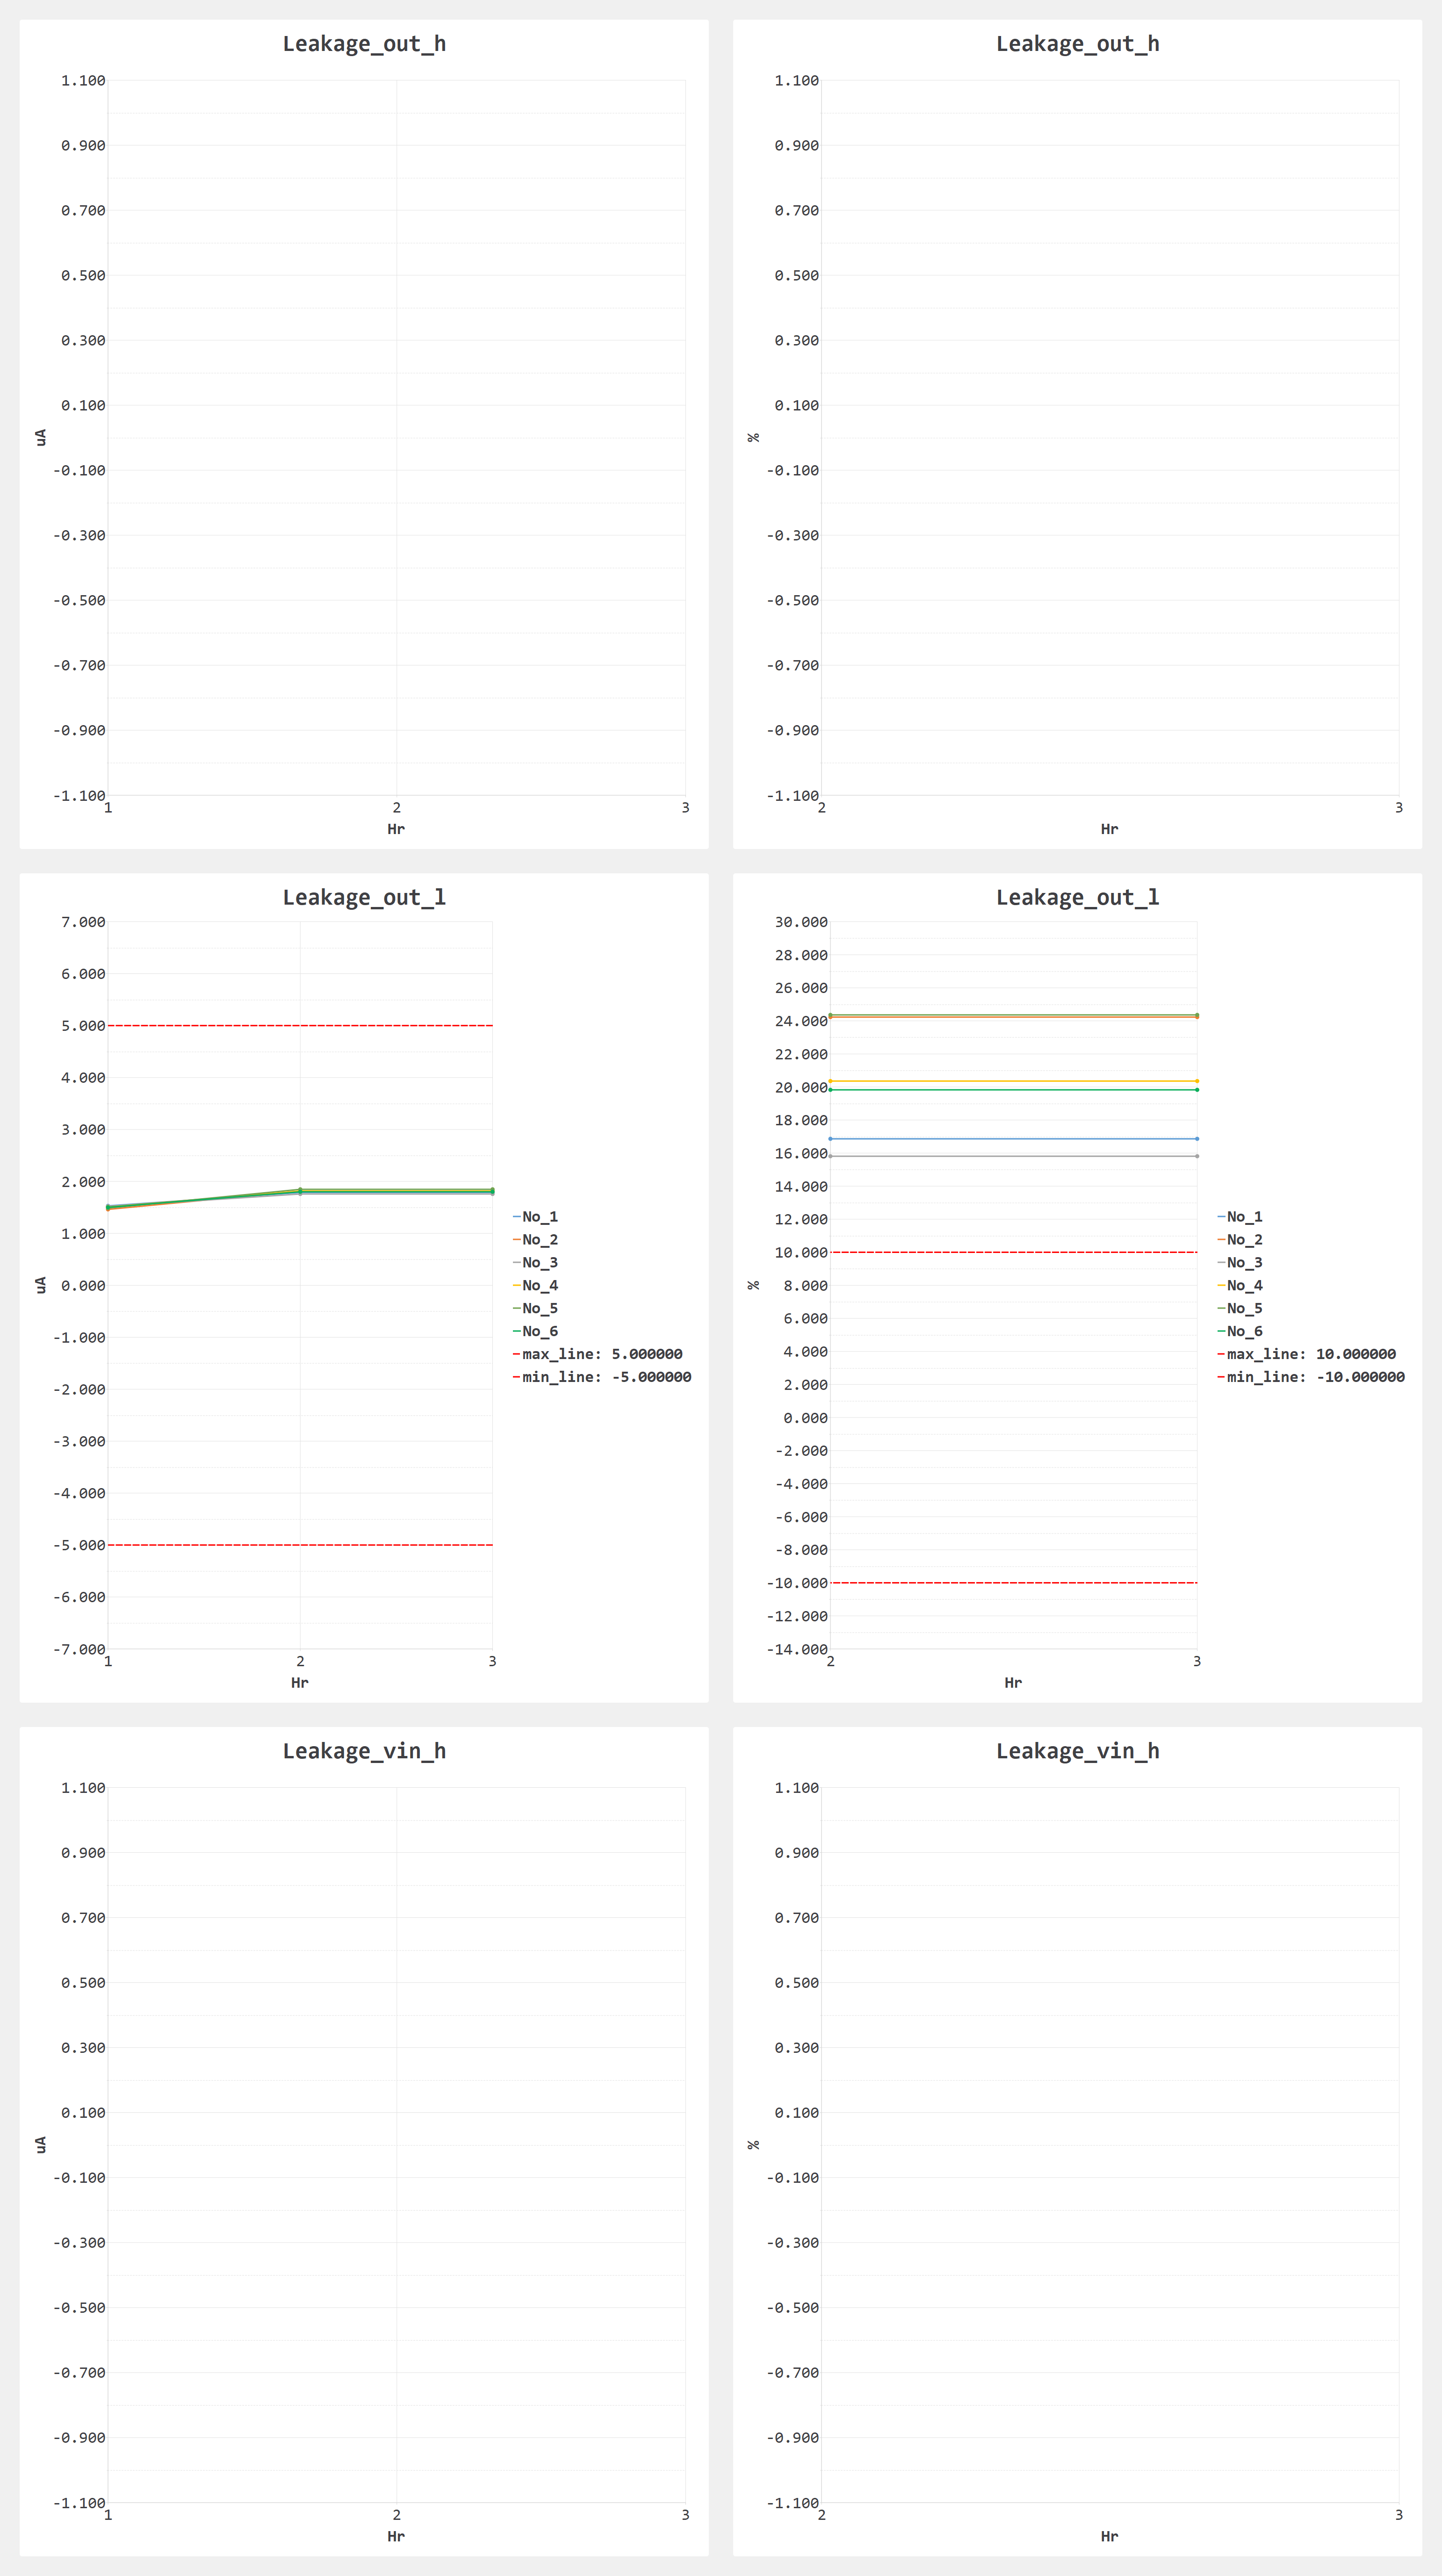 Leakage_out_h
1.100
0.900
0.700
0.500
0.300
0.100
-0.100
-0.300
-0.500
-0.700
-0.900
-1.100
uA
1 2 3
Hr
Leakage_out_h
1.100
0.900
0.700
0.500
0.300
0.100
-0.100
-0.300
-0.500
-0.700
-0.900
-1.100
%
2 3
Hr
Leakage_out_l
7.000
6.000
5.000
4.000
3.000
2.000
1.000
0.000
-1.000
-2.000
-3.000
-4.000
-5.000
-6.000
-7.000
uA
1 2 3
Hr
No_1
No_2
No_3
No_4
No_5
No_6
max_line: 5.000000
min_line: -5.000000
Leakage_out_l
30.000
28.000
26.000
24.000
22.000
20.000
18.000
16.000
14.000
12.000
10.000
8.000
6.000
4.000
2.000
0.000
-2.000
-4.000
-6.000
-8.000
-10.000
-12.000
-14.000
%
2 3
Hr
No_1
No_2
No_3
No_4
No_5
No_6
max_line: 10.000000
min_line: -10.000000
Leakage_vin_h
1.100
0.900
0.700
0.500
0.300
0.100
-0.100
-0.300
-0.500
-0.700
-0.900
-1.100
uA
1 2 3
Hr
Leakage_vin_h
1.100
0.900
0.700
0.500
0.300
0.100
-0.100
-0.300
-0.500
-0.700
-0.900
-1.100
%
2 3
Hr